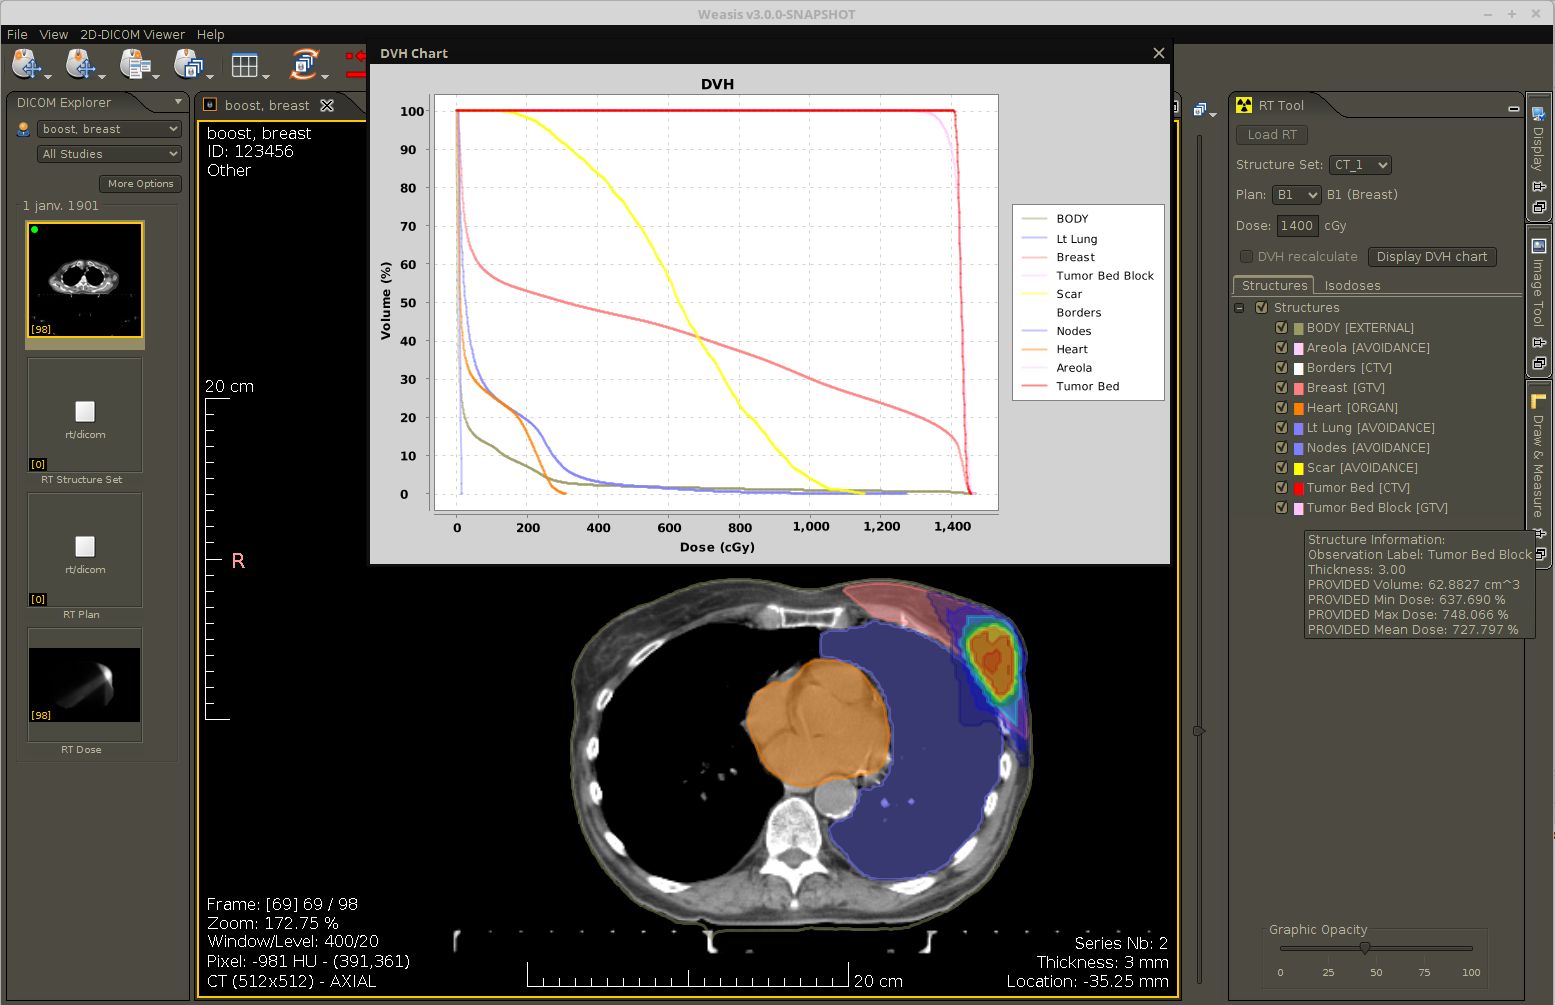 Weasis v3.0.0-SNAPSHOT
File View 2D-DICOM Viewer Help
DICOM Explorer
boost, breast
All Studies
More Options
1 janv. 1901
[98]
rt/dicom
[0]
RT Structure Set
rt/dicom
[0]
RT Plan
[98]
RT Dose
boost, breast
boost, breast
ID: 123456
Other
20 cm
R
DVH Chart
DVH
Volume (%)
100
90
80
70
60
50
40
30
20
10
0
0 200 400 600 800 1,000 1,200 1,400
Dose (cGy)
BODY
Lt Lung
Breast
Tumor Bed Block
Scar
Borders
Nodes
Heart
Areola
Tumor Bed
Frame: [69] 69 / 98
Zoom: 172.75 %
Window/Level: 400/20
Pixel: -981 HU - (391,361)
CT (512x512) - AXIAL
20 cm
Series Nb: 2
Thickness: 3 mm
Location: -35.25 mm
RT Tool
Load RT
Structure Set: CT_1
Plan: B1 B1 (Breast)
Dose: 1400 cGy
DVH recalculate Display DVH chart
Structures Isodoses
Structures
BODY [EXTERNAL]
Areola [AVOIDANCE]
Borders [CTV]
Breast [GTV]
Heart [ORGAN]
Lt Lung [AVOIDANCE]
Nodes [AVOIDANCE]
Scar [AVOIDANCE]
Tumor Bed [CTV]
Tumor Bed Block [GTV]
Structure Information:
Observation Label: Tumor Bed Block
Thickness: 3.00
PROVIDED Volume: 62.8827 cm^3
PROVIDED Min Dose: 637.690 %
PROVIDED Max Dose: 748.066 %
PROVIDED Mean Dose: 727.797 %
Graphic Opacity
0 25 50 75 100
Display
Image Tool
Draw & Measure